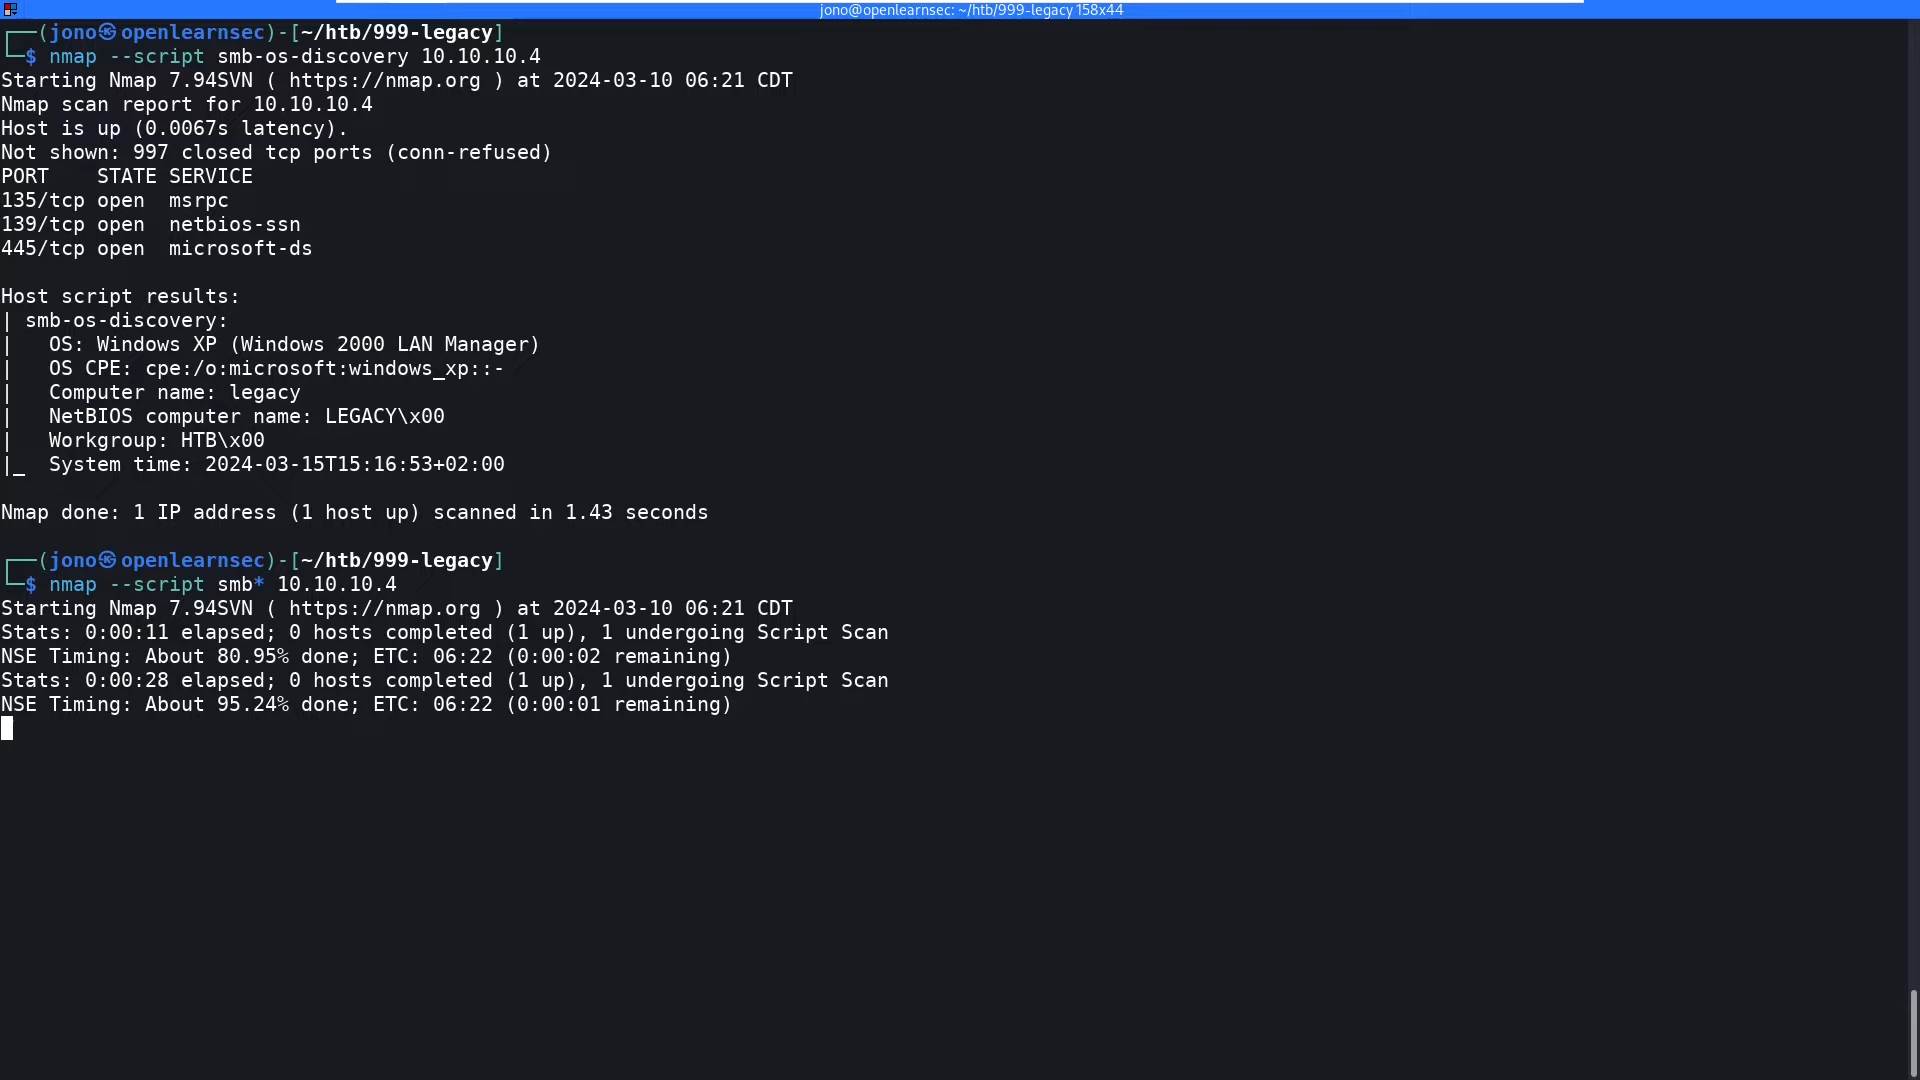 jono@openlearnsec: ~/htb/999-legacy 158x44
┌──(jono㉿openlearnsec)-[~/htb/999-legacy]
└─$ nmap --script smb-os-discovery 10.10.10.4
Starting Nmap 7.94SVN ( https://nmap.org ) at 2024-03-10 06:21 CDT
Nmap scan report for 10.10.10.4
Host is up (0.0067s latency).
Not shown: 997 closed tcp ports (conn-refused)
PORT    STATE SERVICE
135/tcp open  msrpc
139/tcp open  netbios-ssn
445/tcp open  microsoft-ds

Host script results:
| smb-os-discovery:
|   OS: Windows XP (Windows 2000 LAN Manager)
|   OS CPE: cpe:/o:microsoft:windows_xp::-
|   Computer name: legacy
|   NetBIOS computer name: LEGACY\x00
|   Workgroup: HTB\x00
|_  System time: 2024-03-15T15:16:53+02:00

Nmap done: 1 IP address (1 host up) scanned in 1.43 seconds

┌──(jono㉿openlearnsec)-[~/htb/999-legacy]
└─$ nmap --script smb* 10.10.10.4
Starting Nmap 7.94SVN ( https://nmap.org ) at 2024-03-10 06:21 CDT
Stats: 0:00:11 elapsed; 0 hosts completed (1 up), 1 undergoing Script Scan
NSE Timing: About 80.95% done; ETC: 06:22 (0:00:02 remaining)
Stats: 0:00:28 elapsed; 0 hosts completed (1 up), 1 undergoing Script Scan
NSE Timing: About 95.24% done; ETC: 06:22 (0:00:01 remaining)